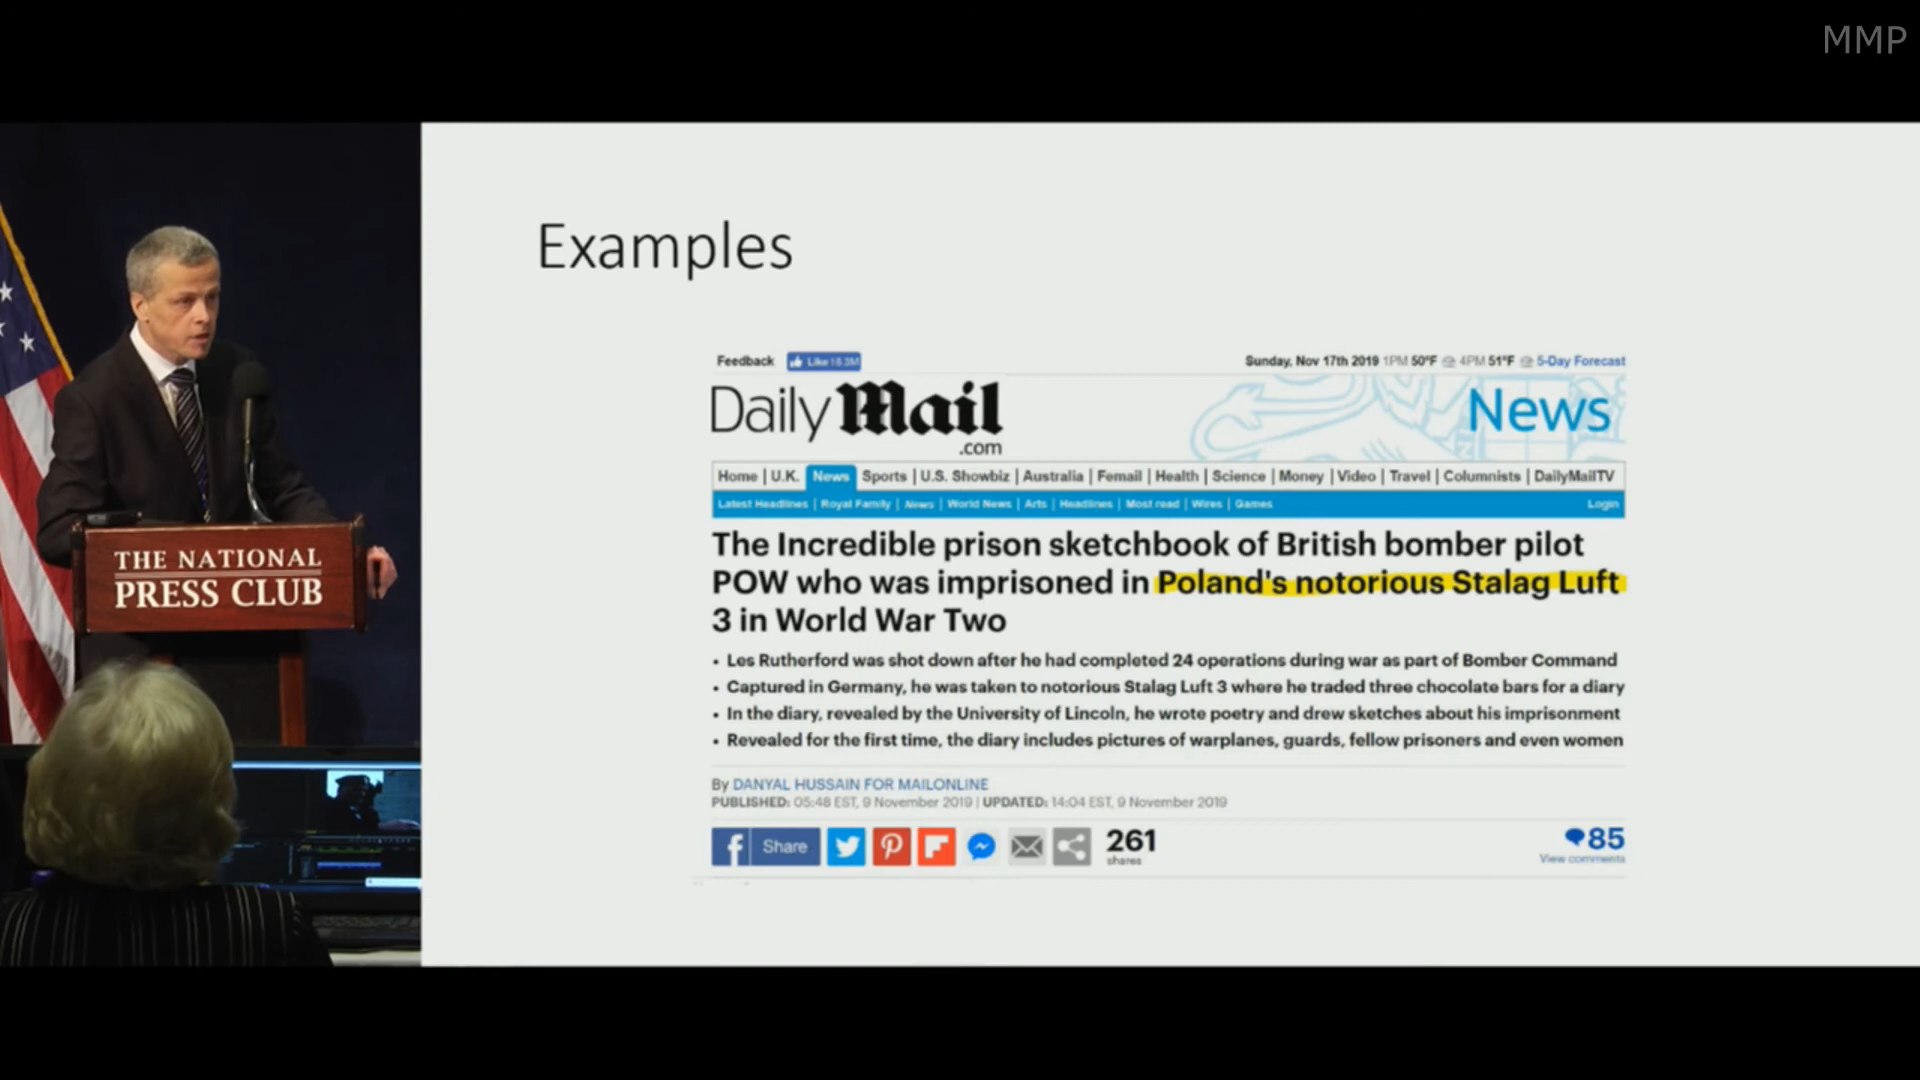 MMP
THE NATIONAL
PRESS CLUB
Examples
Feedback Like 18.3M Sunday, Nov 17th 2019 1PM 50°F 4PM 51°F 5-Day Forecast
Daily Mail
.com
News
Home | U.K. News Sports | U.S. Showbiz | Australia | Femail | Health | Science | Money | Video | Travel | Columnists | DailyMailTV
Latest Headlines | Royal Family | News | World News | Arts | Headlines | Most read | Wires | Games Login
The Incredible prison sketchbook of British bomber pilot
POW who was imprisoned in Poland's notorious Stalag Luft
3 in World War Two
• Les Rutherford was shot down after he had completed 24 operations during war as part of Bomber Command
• Captured in Germany, he was taken to notorious Stalag Luft 3 where he traded three chocolate bars for a diary
• In the diary, revealed by the University of Lincoln, he wrote poetry and drew sketches about his imprisonment
• Revealed for the first time, the diary includes pictures of warplanes, guards, fellow prisoners and even women
By DANYAL HUSSAIN FOR MAILONLINE
PUBLISHED: 05:48 EST, 9 November 2019 | UPDATED: 14:04 EST, 9 November 2019
Share 261
shares
85
View comments